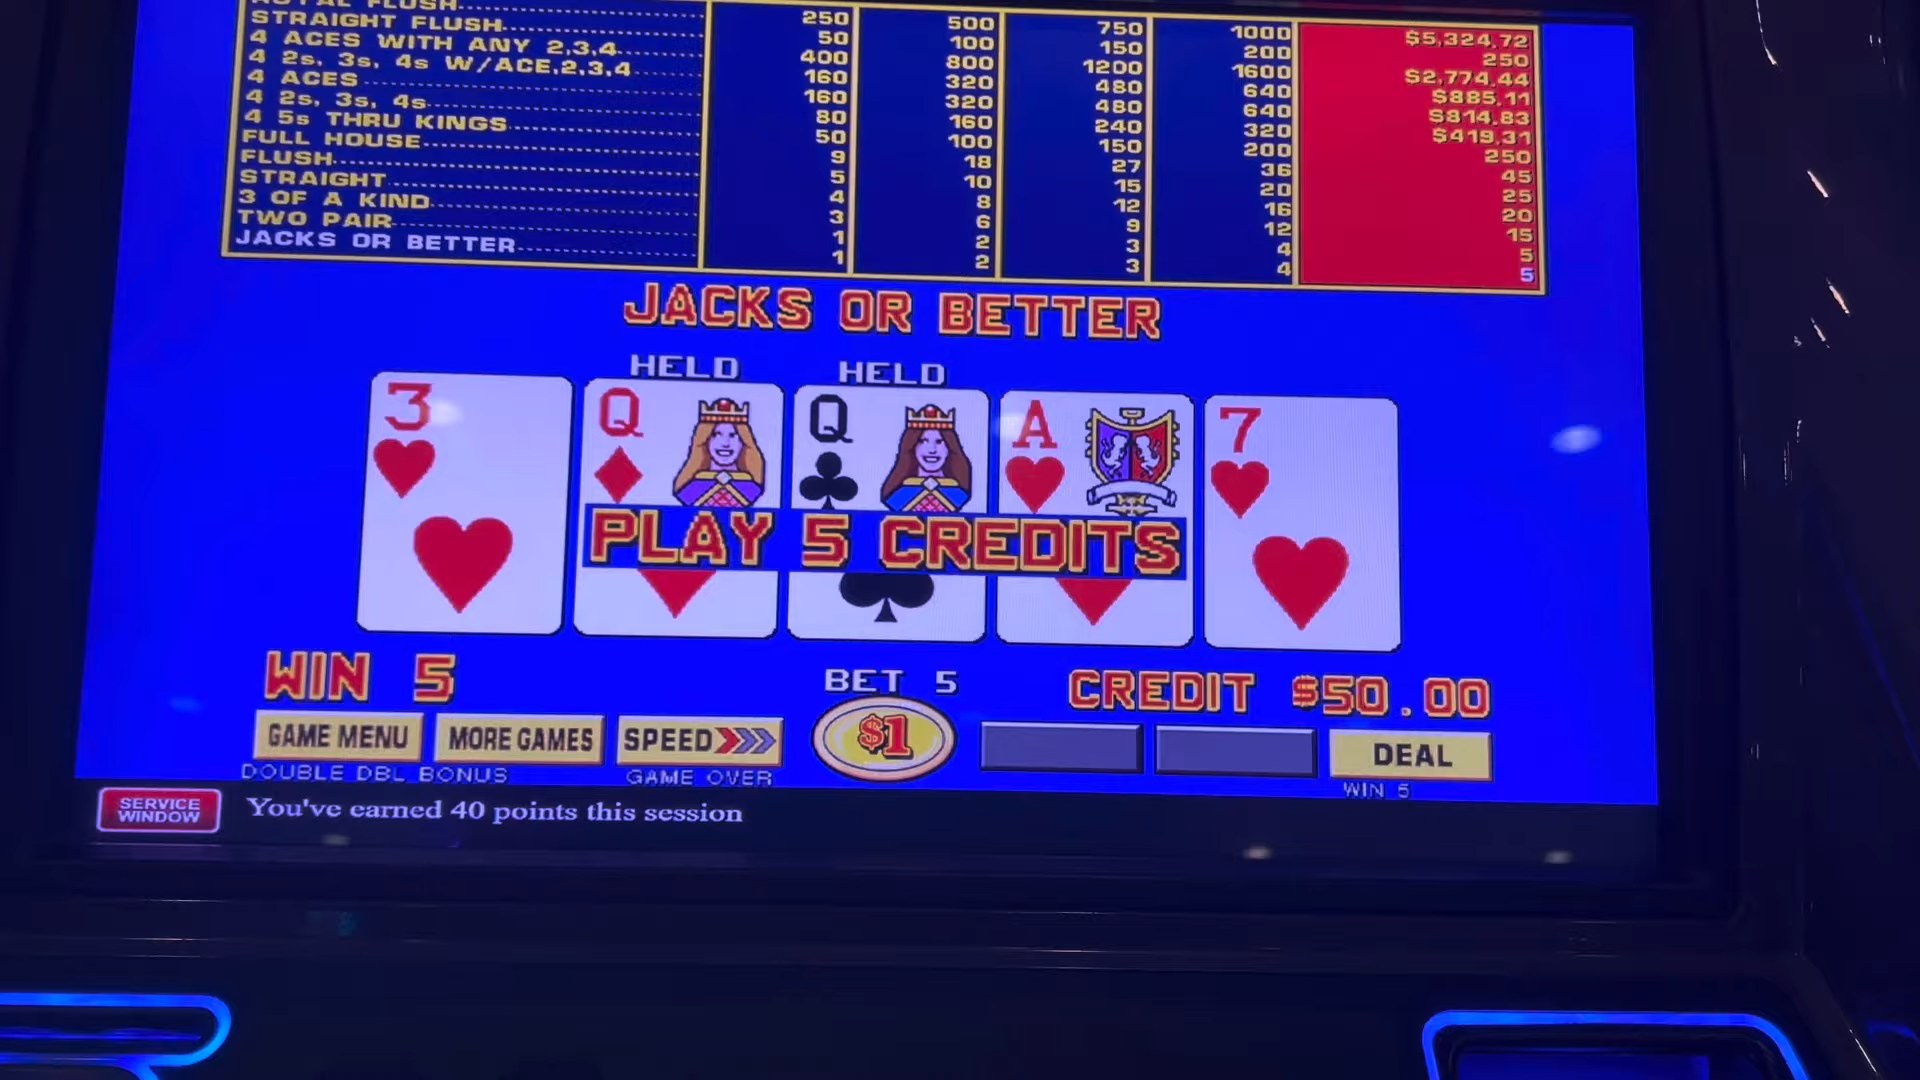 ROYAL FLUSH 250 500 750 1000 $5,324.72
STRAIGHT FLUSH 50 100 150 200 250
4 ACES WITH ANY 2,3,4 400 800 1200 1600 $2,774.44
4 2s, 3s, 4s W/ACE,2,3,4 160 320 480 640 $885.11
4 ACES 160 320 480 640 $814.83
4 2s, 3s, 4s 80 160 240 320 $419.31
4 5s THRU KINGS 50 100 150 200 250
FULL HOUSE 9 18 27 36 45
FLUSH 5 10 15 20 25
STRAIGHT 4 8 12 16 20
3 OF A KIND 3 6 9 12 15
TWO PAIR 1 2 3 4 5
JACKS OR BETTER 1 2 3 4 5
JACKS OR BETTER
HELD HELD
3 Q Q A 7
PLAY 5 CREDITS
WIN 5 BET 5 CREDIT $50.00
GAME MENU MORE GAMES SPEED $1 DEAL
DOUBLE DBL BONUS GAME OVER WIN 5
SERVICE WINDOW You've earned 40 points this session